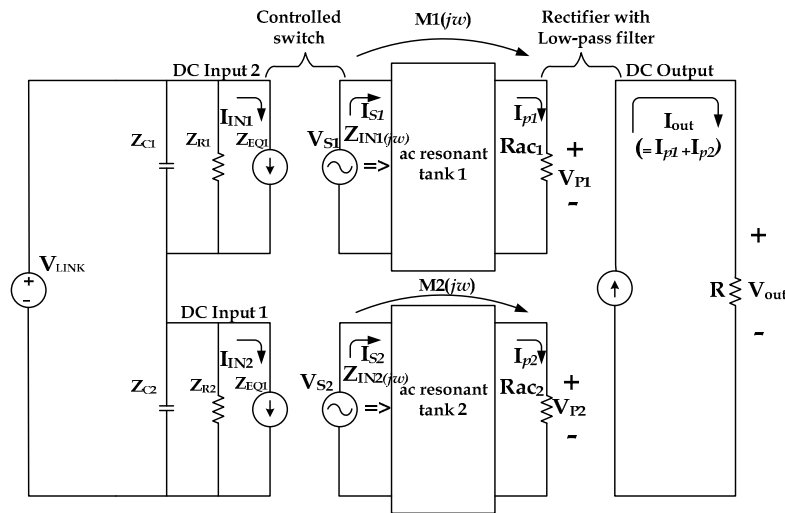 Controlled
switch
M1(jw)
Rectifier with
Low-pass filter
DC Input 2
DC Output
IIN1
IS1
Ip1
Iout
(=Ip1+Ip2)
ZC1
ZR1
ZEQ1
VS1
ZIN1(jw)
=>
ac resonant
tank 1
Rac1
+
VP1
-
VLINK
+
-
DC Input 1
M2(jw)
+
R
Vout
-
IIN2
IS2
Ip2
ZC2
ZR2
ZEQ1
VS2
ZIN2(jw)
=>
ac resonant
tank 2
Rac2
+
VP2
-